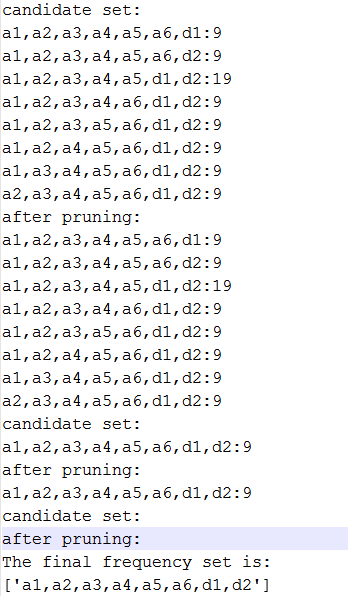 candidate set:
a1,a2,a3,a4,a5,a6,d1:9
a1,a2,a3,a4,a5,a6,d2:9
a1,a2,a3,a4,a5,d1,d2:19
a1,a2,a3,a4,a6,d1,d2:9
a1,a2,a3,a5,a6,d1,d2:9
a1,a2,a4,a5,a6,d1,d2:9
a1,a3,a4,a5,a6,d1,d2:9
a2,a3,a4,a5,a6,d1,d2:9
after pruning:
a1,a2,a3,a4,a5,a6,d1:9
a1,a2,a3,a4,a5,a6,d2:9
a1,a2,a3,a4,a5,d1,d2:19
a1,a2,a3,a4,a6,d1,d2:9
a1,a2,a3,a5,a6,d1,d2:9
a1,a2,a4,a5,a6,d1,d2:9
a1,a3,a4,a5,a6,d1,d2:9
a2,a3,a4,a5,a6,d1,d2:9
candidate set:
a1,a2,a3,a4,a5,a6,d1,d2:9
after pruning:
a1,a2,a3,a4,a5,a6,d1,d2:9
candidate set:
after pruning:
The final frequency set is:
['a1,a2,a3,a4,a5,a6,d1,d2']